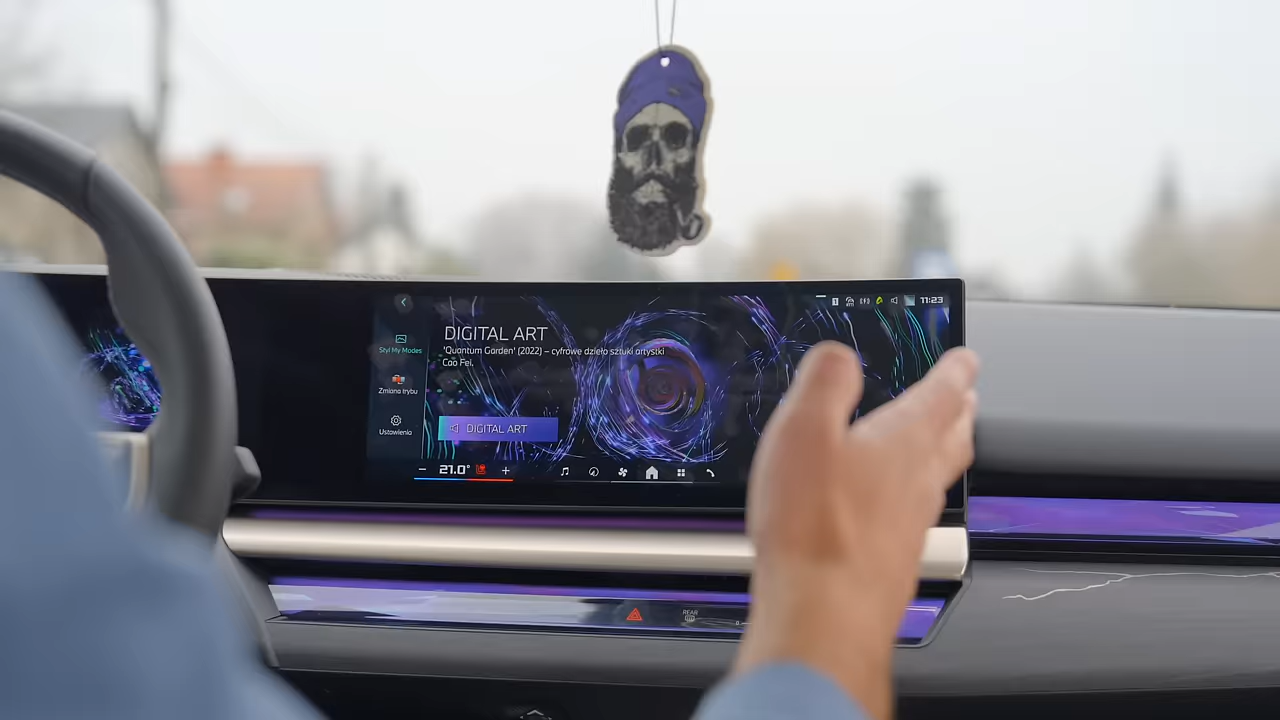 11:23
DIGITAL ART
'Quantum Garden' (2022) – cyfrowe dzieło sztuki artystki
Cao Fei.
Styl My Modes
Zmiana trybu
Ustawienia
DIGITAL ART
− 21.0° +
REAR